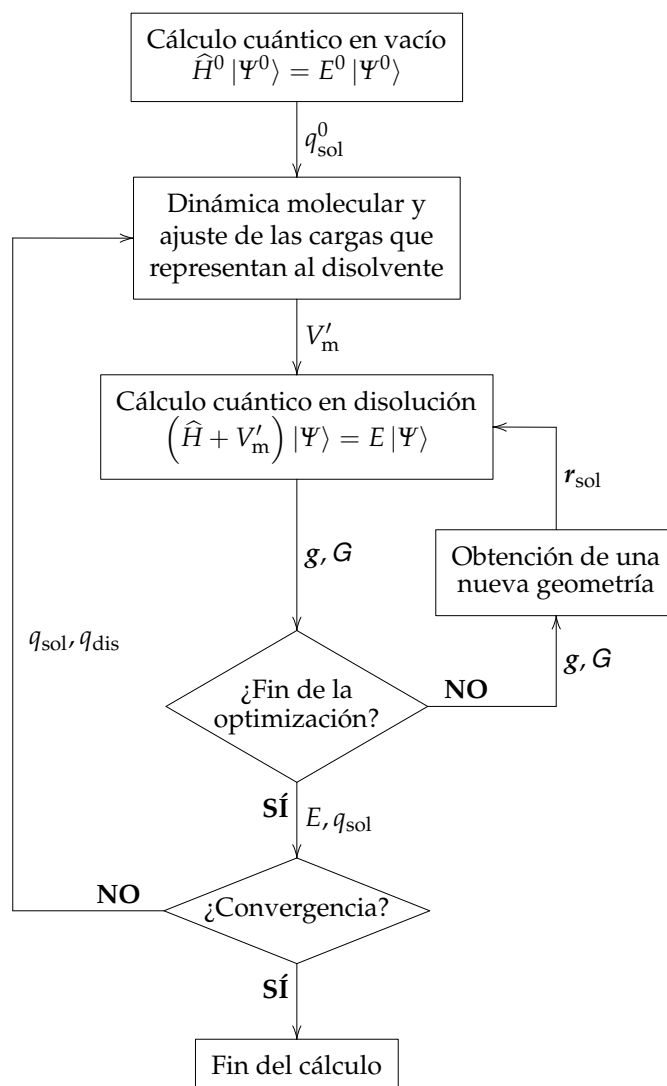 Cálculo cuántico en vacío
Ĥ⁰ |Ψ⁰⟩ = E⁰ |Ψ⁰⟩
q⁰sol
Dinámica molecular y
ajuste de las cargas que
representan al disolvente
V′m
Cálculo cuántico en disolución
(Ĥ + V′m) |Ψ⟩ = E |Ψ⟩
rsol
g, G
Obtención de una
nueva geometría
qsol, qdis
g, G
¿Fin de la
optimización?
NO
SÍ
E, qsol
NO
¿Convergencia?
SÍ
Fin del cálculo